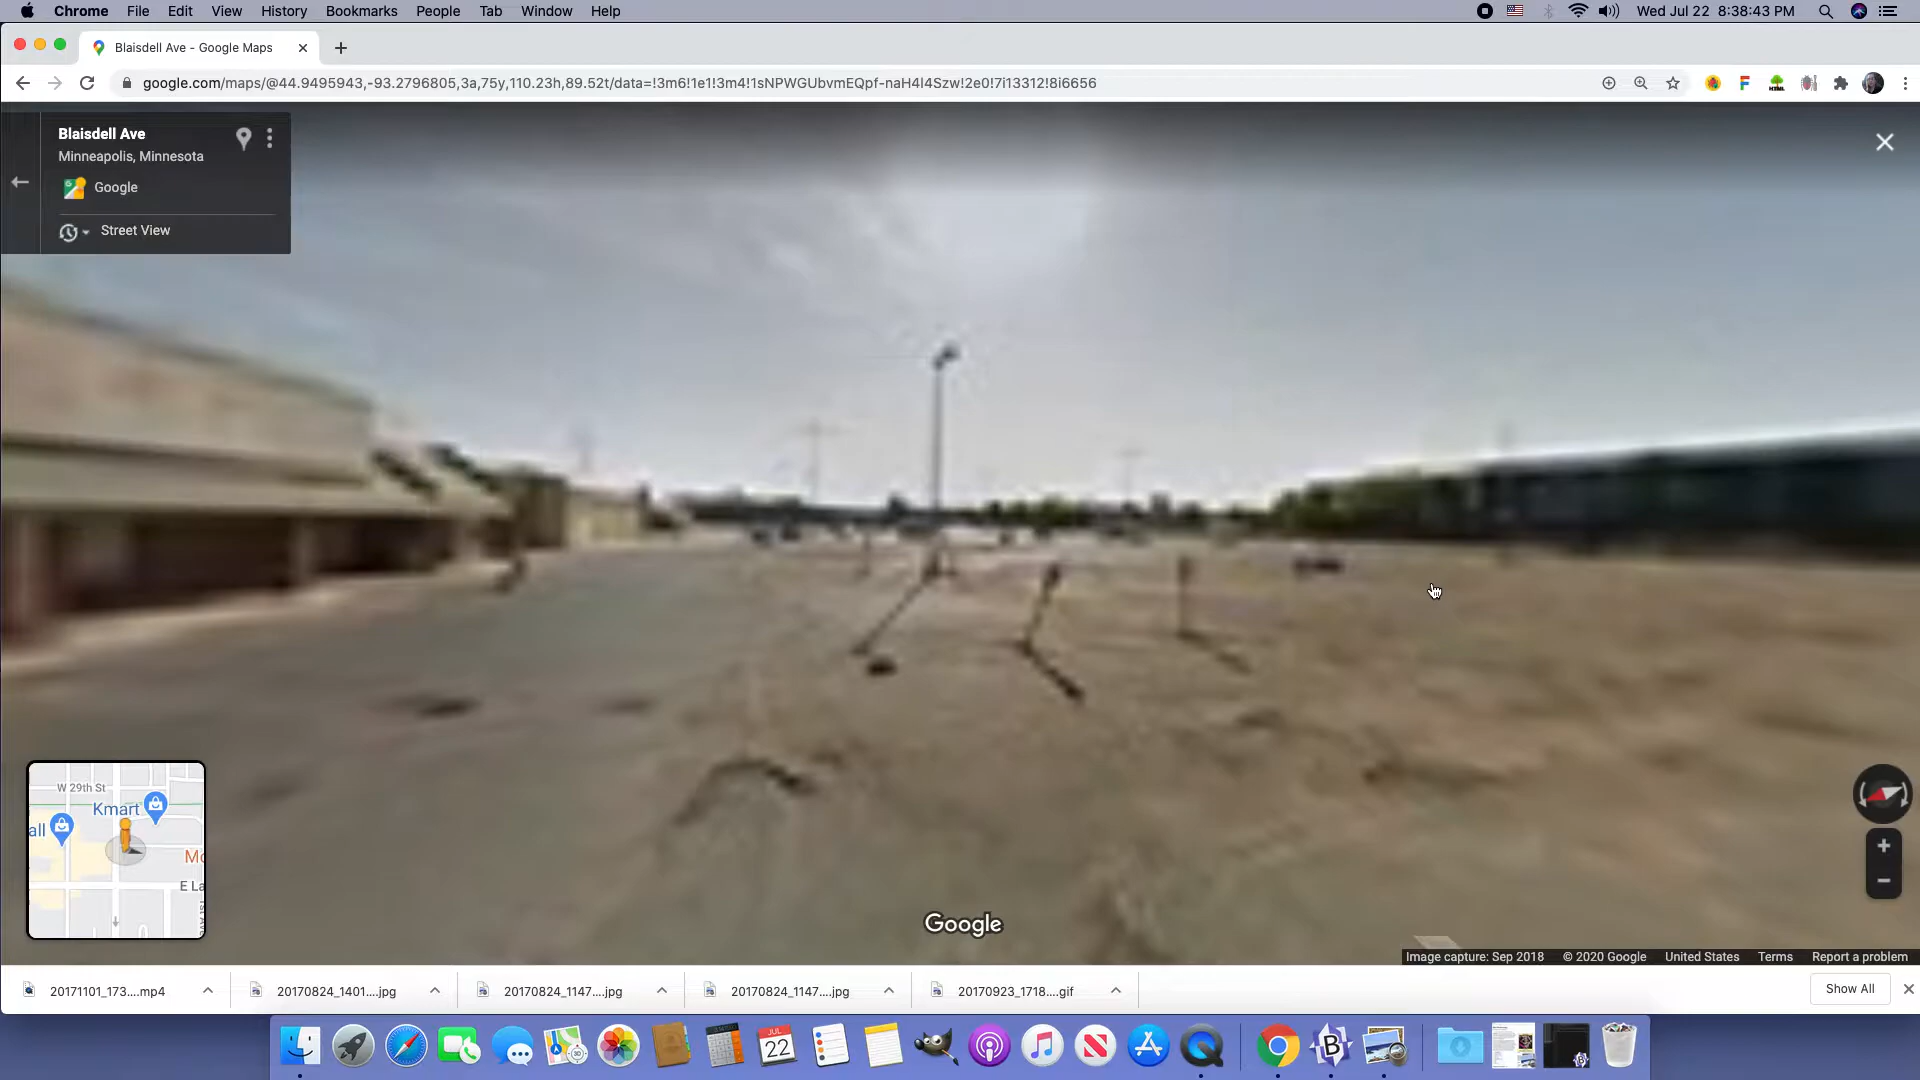 Chrome File Edit View History Bookmarks People Tab Window Help Wed Jul 22 8:38:43 PM
Blaisdell Ave - Google Maps
google.com/maps/@44.9495943,-93.2796805,3a,75y,110.23h,89.52t/data=!3m6!1e1!3m4!1sNPWGUbvmEQpf-naH4l4Szw!2e0!7i13312!8i6656
Blaisdell Ave
Minneapolis, Minnesota
Google
Street View
W 29th St
Kmart
all
Mc
E La
Google
Image capture: Sep 2018 © 2020 Google United States Terms Report a problem
20171101_173....mp4 20170824_1401....jpg 20170824_1147....jpg 20170824_1147....jpg 20170923_1718....gif Show All
JUL
22